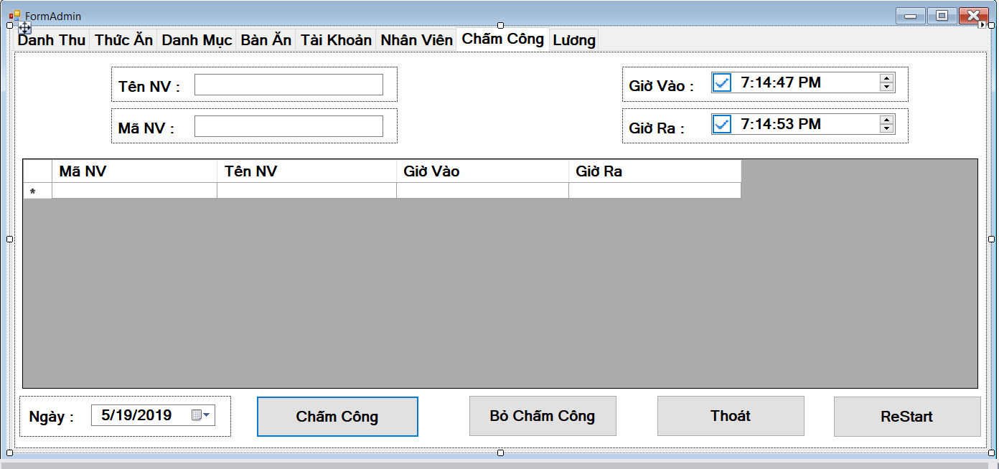 FormAdmin
Danh Thu Thức Ăn Danh Mục Bàn Ăn Tài Khoản Nhân Viên Chấm Công Lương
Tên NV : Giờ Vào : 7:14:47 PM
Mã NV : Giờ Ra : 7:14:53 PM
Mã NV Tên NV Giờ Vào Giờ Ra
*
Ngày : 5/19/2019 Chấm Công Bỏ Chấm Công Thoát ReStart